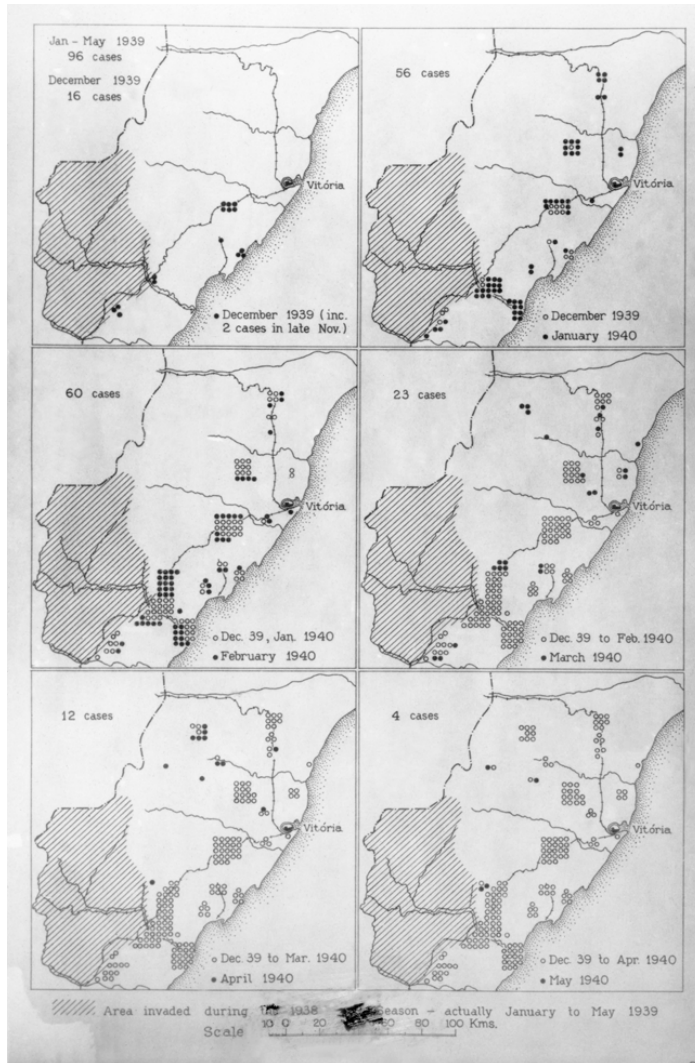 Jan - May 1939
96 cases
December 1939
16 cases
Vitória
● December 1939 (inc.
2 cases in late Nov.)
56 cases
Vitória
○ December 1939
● January 1940
60 cases
Vitória
○ Dec. 39, Jan. 1940
● February 1940
23 cases
Vitória
○ Dec. 39 to Feb. 1940
● March 1940
12 cases
Vitória
○ Dec. 39 to Mar. 1940
● April 1940
4 cases
Vitória
○ Dec. 39 to Apr. 1940
● May 1940
Area invaded during the 1938 Season - actually January to May 1939
Scale 10 0 20 60 80 100 Kms.